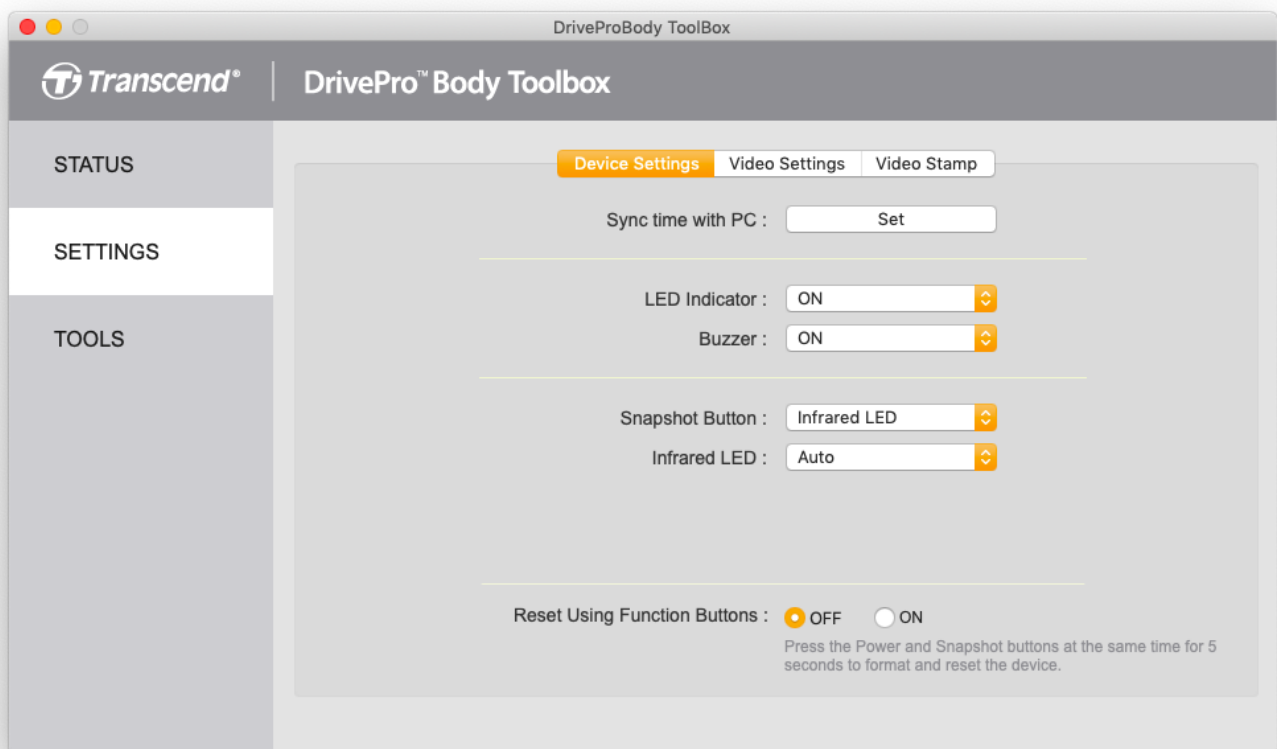 DriveProBody ToolBox
Transcend®
DrivePro™ Body Toolbox
STATUS
SETTINGS
TOOLS
Device Settings Video Settings Video Stamp
Sync time with PC : Set
LED Indicator : ON
Buzzer : ON
Snapshot Button : Infrared LED
Infrared LED : Auto
Reset Using Function Buttons : OFF ON
Press the Power and Snapshot buttons at the same time for 5
seconds to format and reset the device.